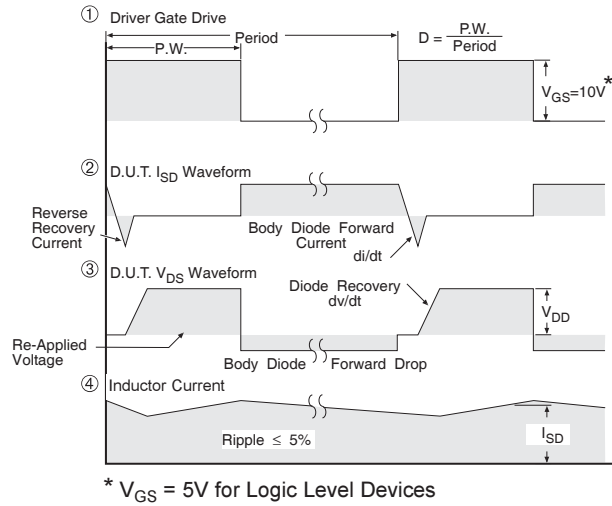 ① Driver Gate Drive
P.W.
Period
D = P.W.
Period
V_GS=10V*
② D.U.T. I_SD Waveform
Reverse
Recovery
Current
Body Diode Forward
Current
di/dt
③ D.U.T. V_DS Waveform
Diode Recovery
dv/dt
V_DD
Re-Applied
Voltage
Body Diode Forward Drop
④ Inductor Current
Ripple ≤ 5%
I_SD
* V_GS = 5V for Logic Level Devices